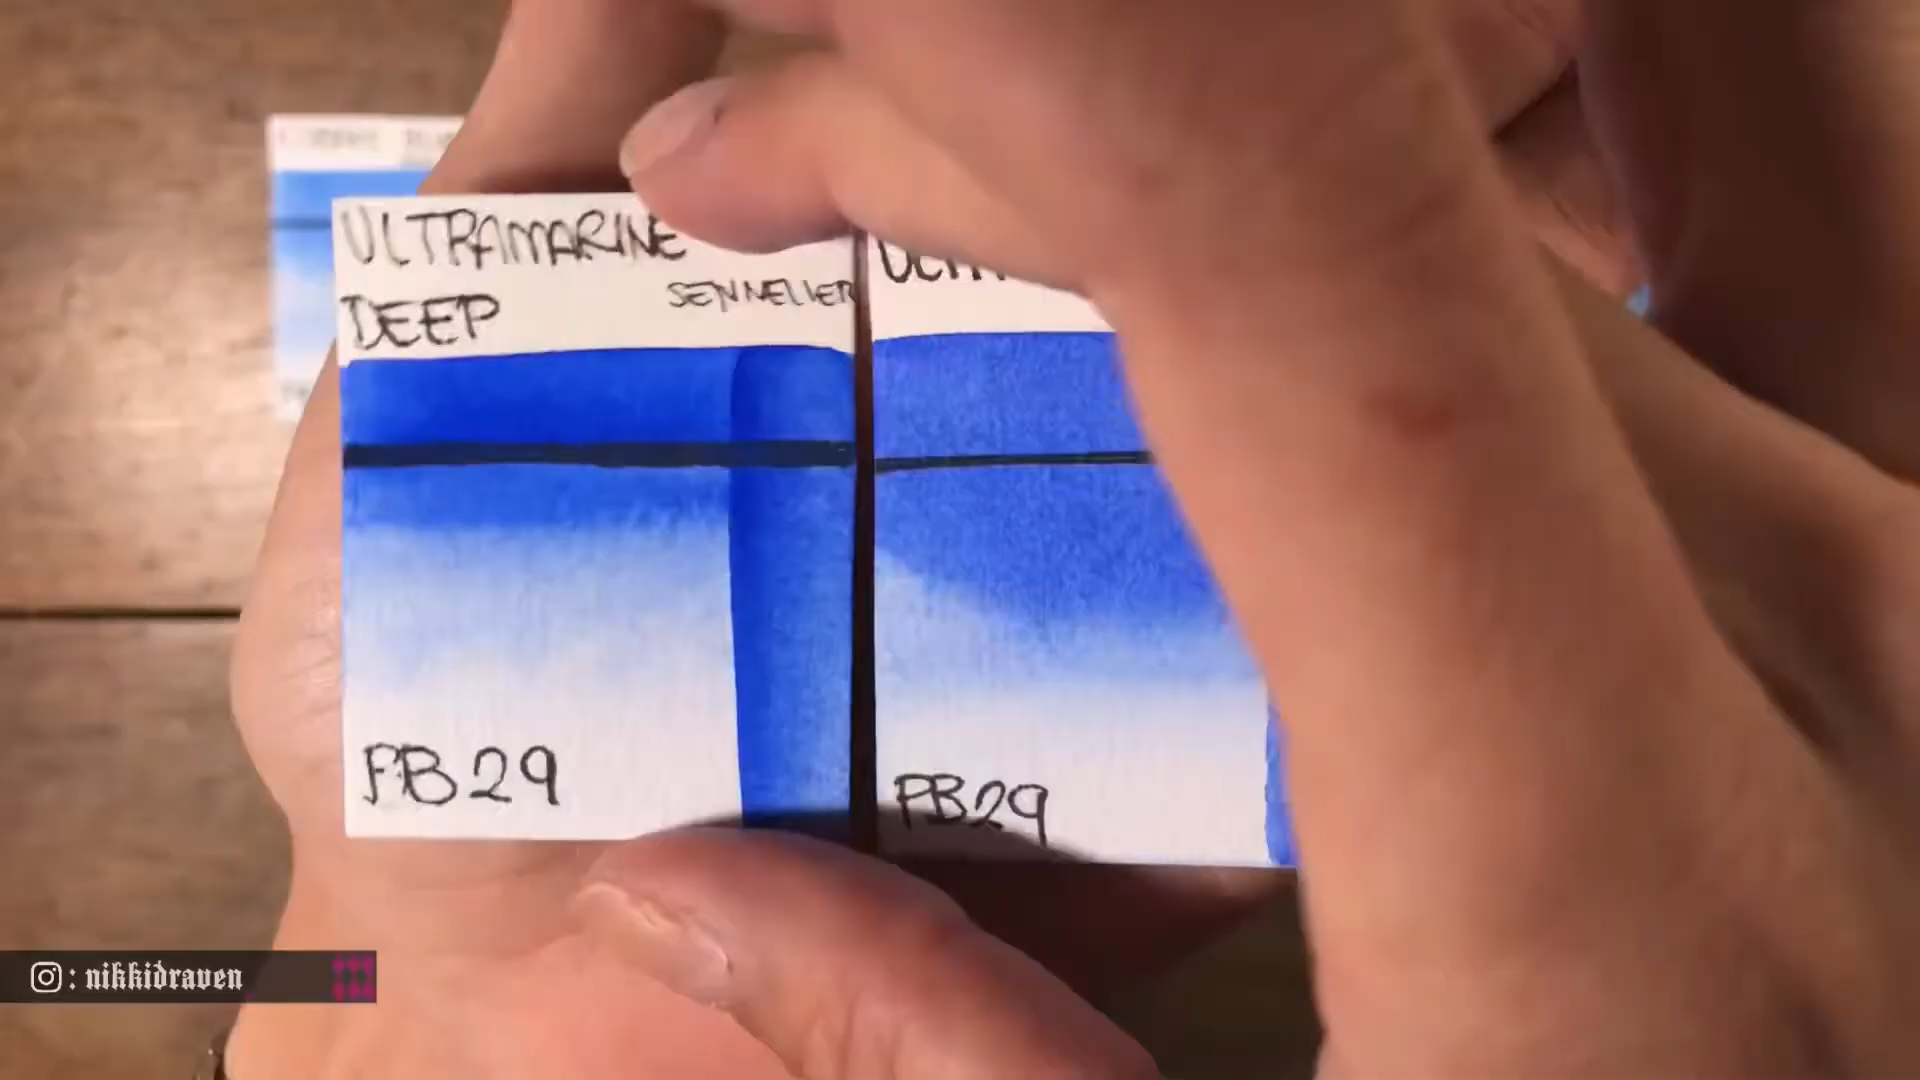 ULTRAMARINE
DEEP
SENNELIER
PB29
PB29
: nikkidraven